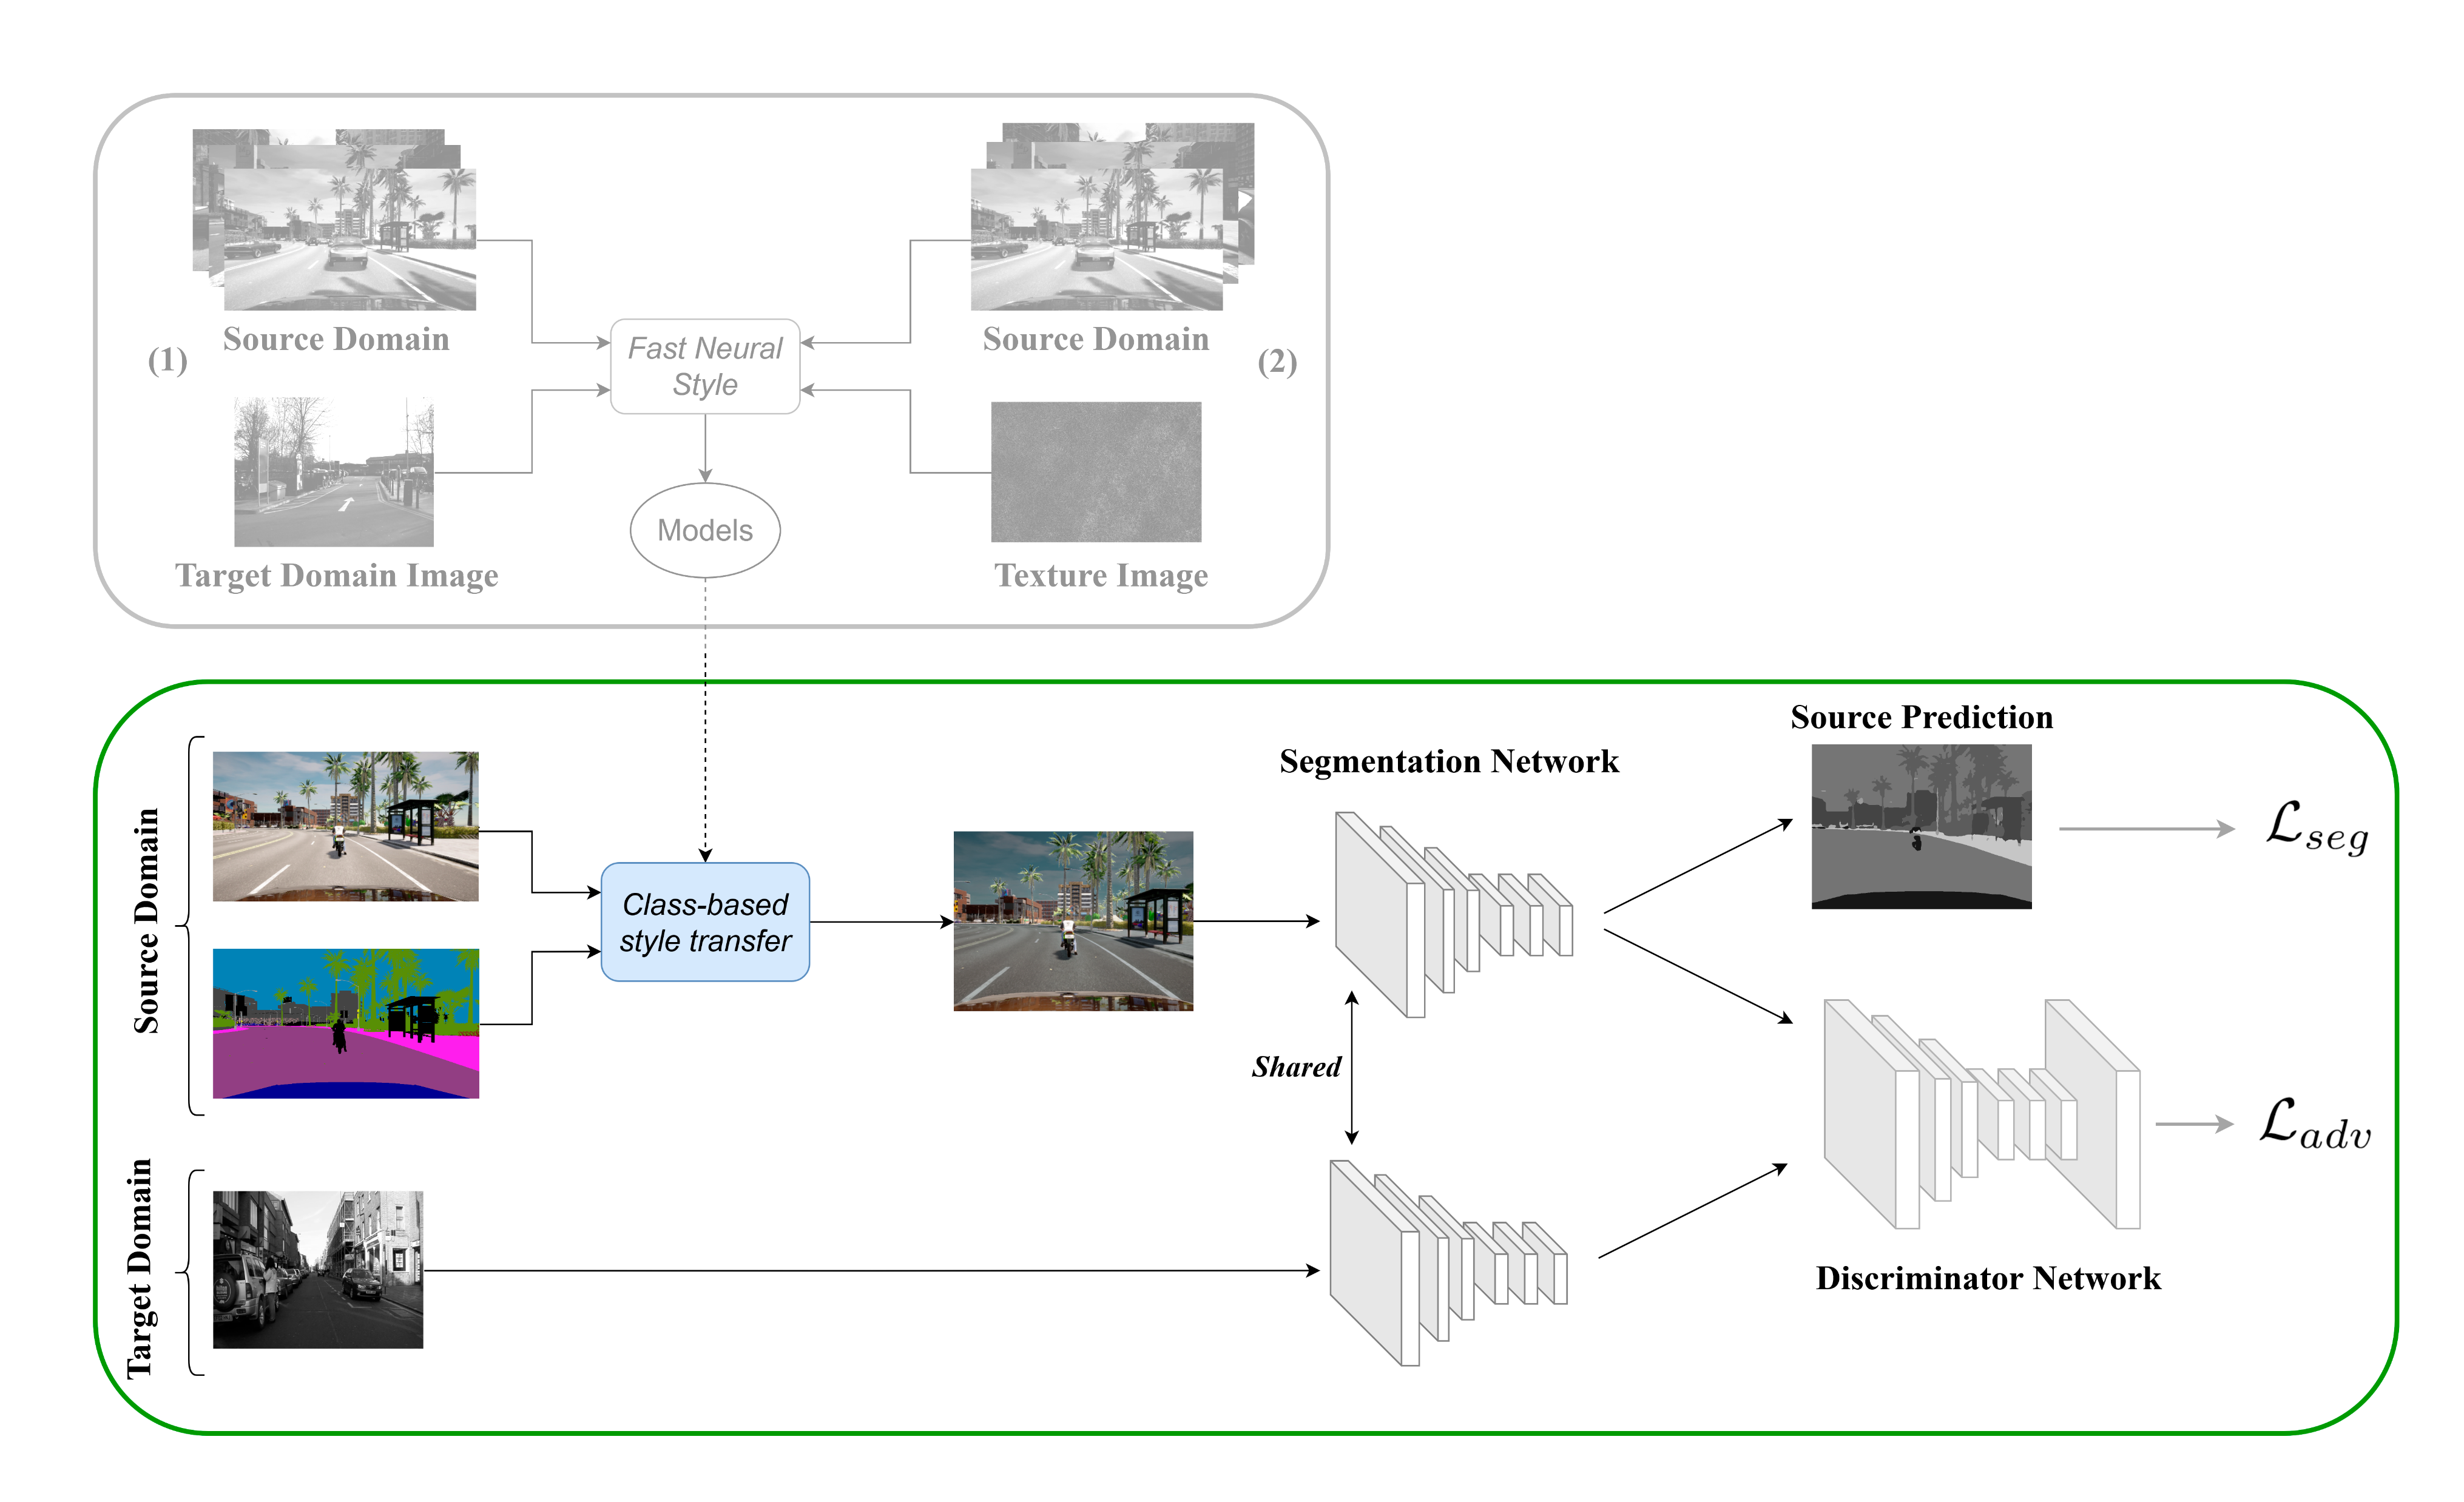 Source Domain
(1)
Target Domain Image
Fast Neural
Style
Models
Source Domain
(2)
Texture Image
Source Domain
Target Domain
Class-based
style transfer
Segmentation Network
Shared
Source Prediction
ℒseg
ℒadv
Discriminator Network